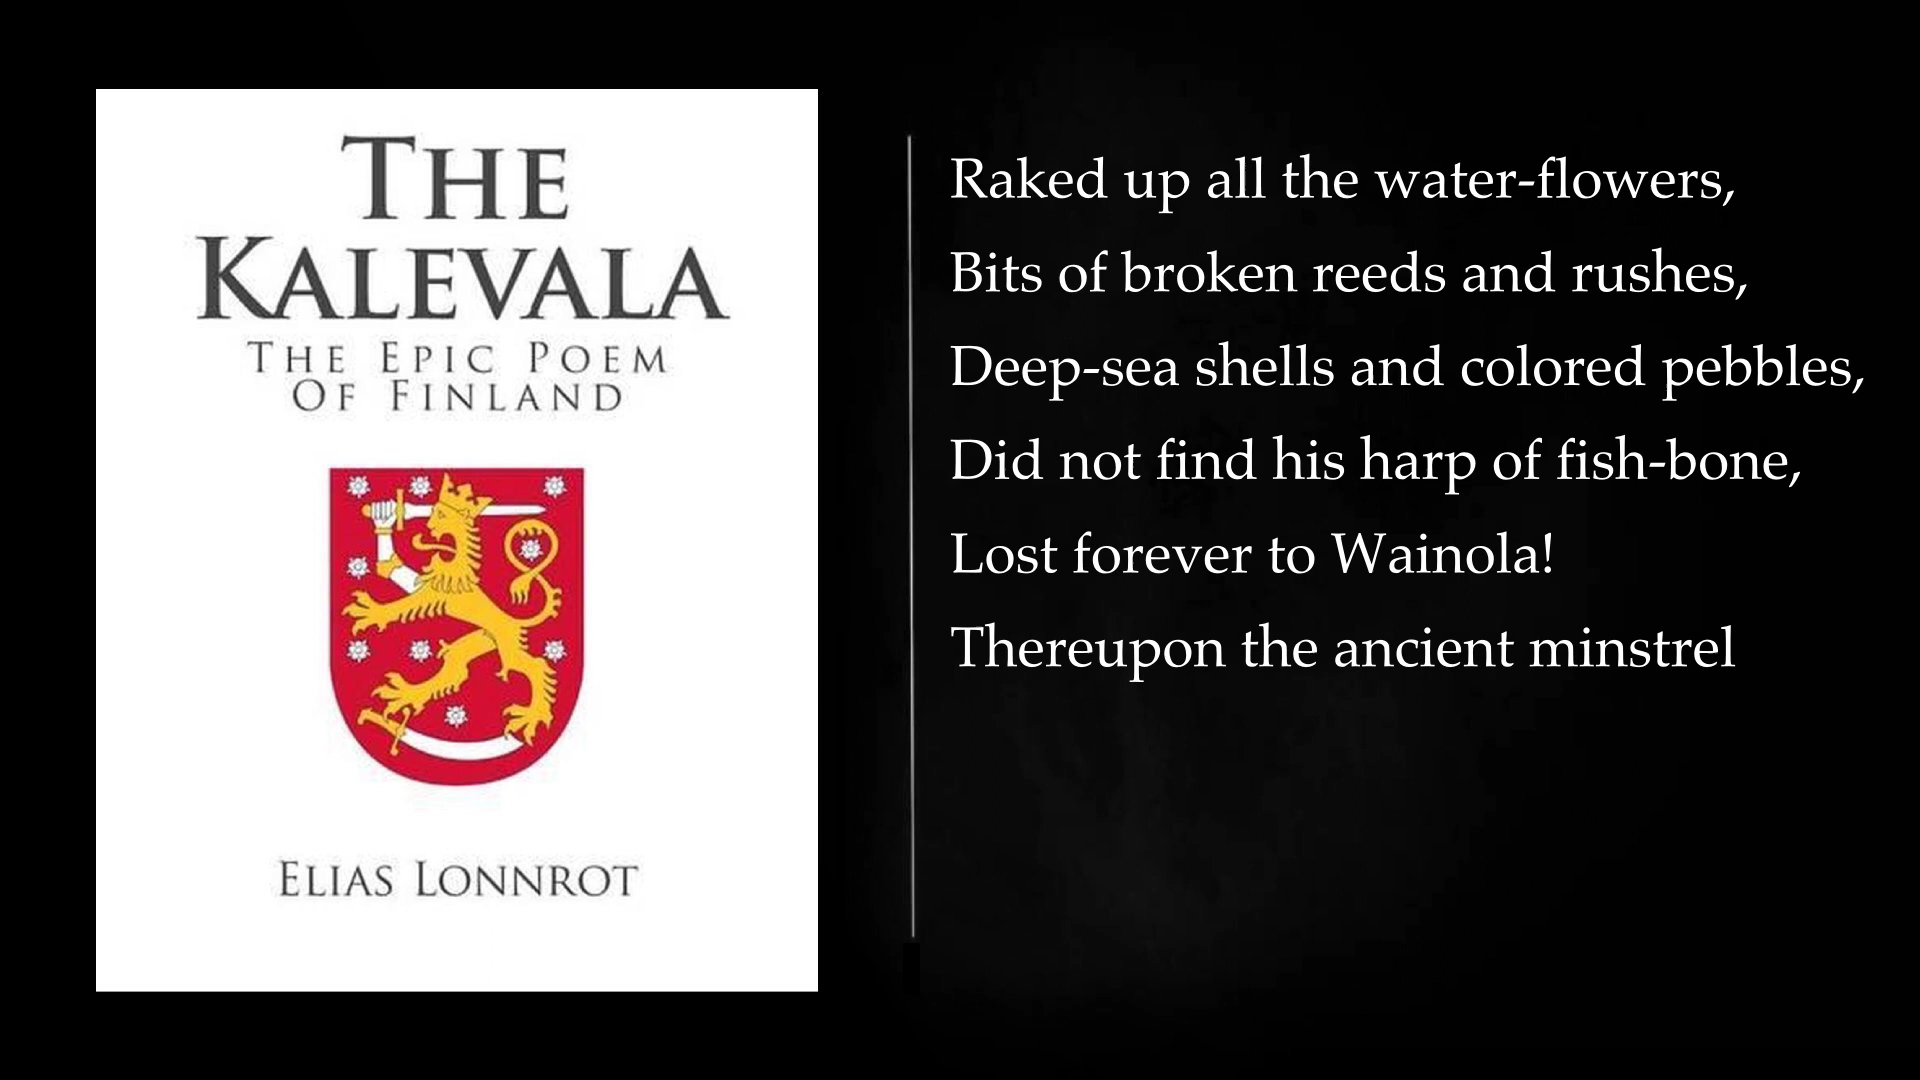 THE
KALEVALA
THE EPIC POEM
OF FINLAND
ELIAS LONNROT
Raked up all the water-flowers,
Bits of broken reeds and rushes,
Deep-sea shells and colored pebbles,
Did not find his harp of fish-bone,
Lost forever to Wainola!
Thereupon the ancient minstrel